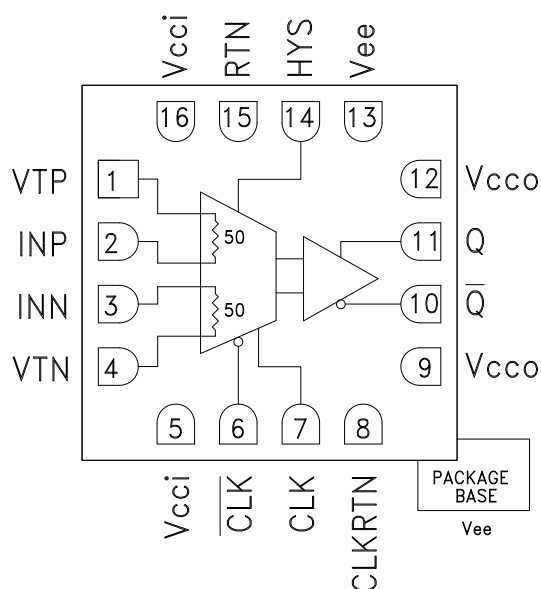 Vcci RTN HYS Vee
16 15 14 13
VTP 1 12 Vcco
50
INP 2 11 Q
INN 3 10 Q̅
50
VTN 4 9 Vcco
5 6 7 8
Vcci C̅L̅K̅ CLK CLKRTN
PACKAGE
BASE
Vee